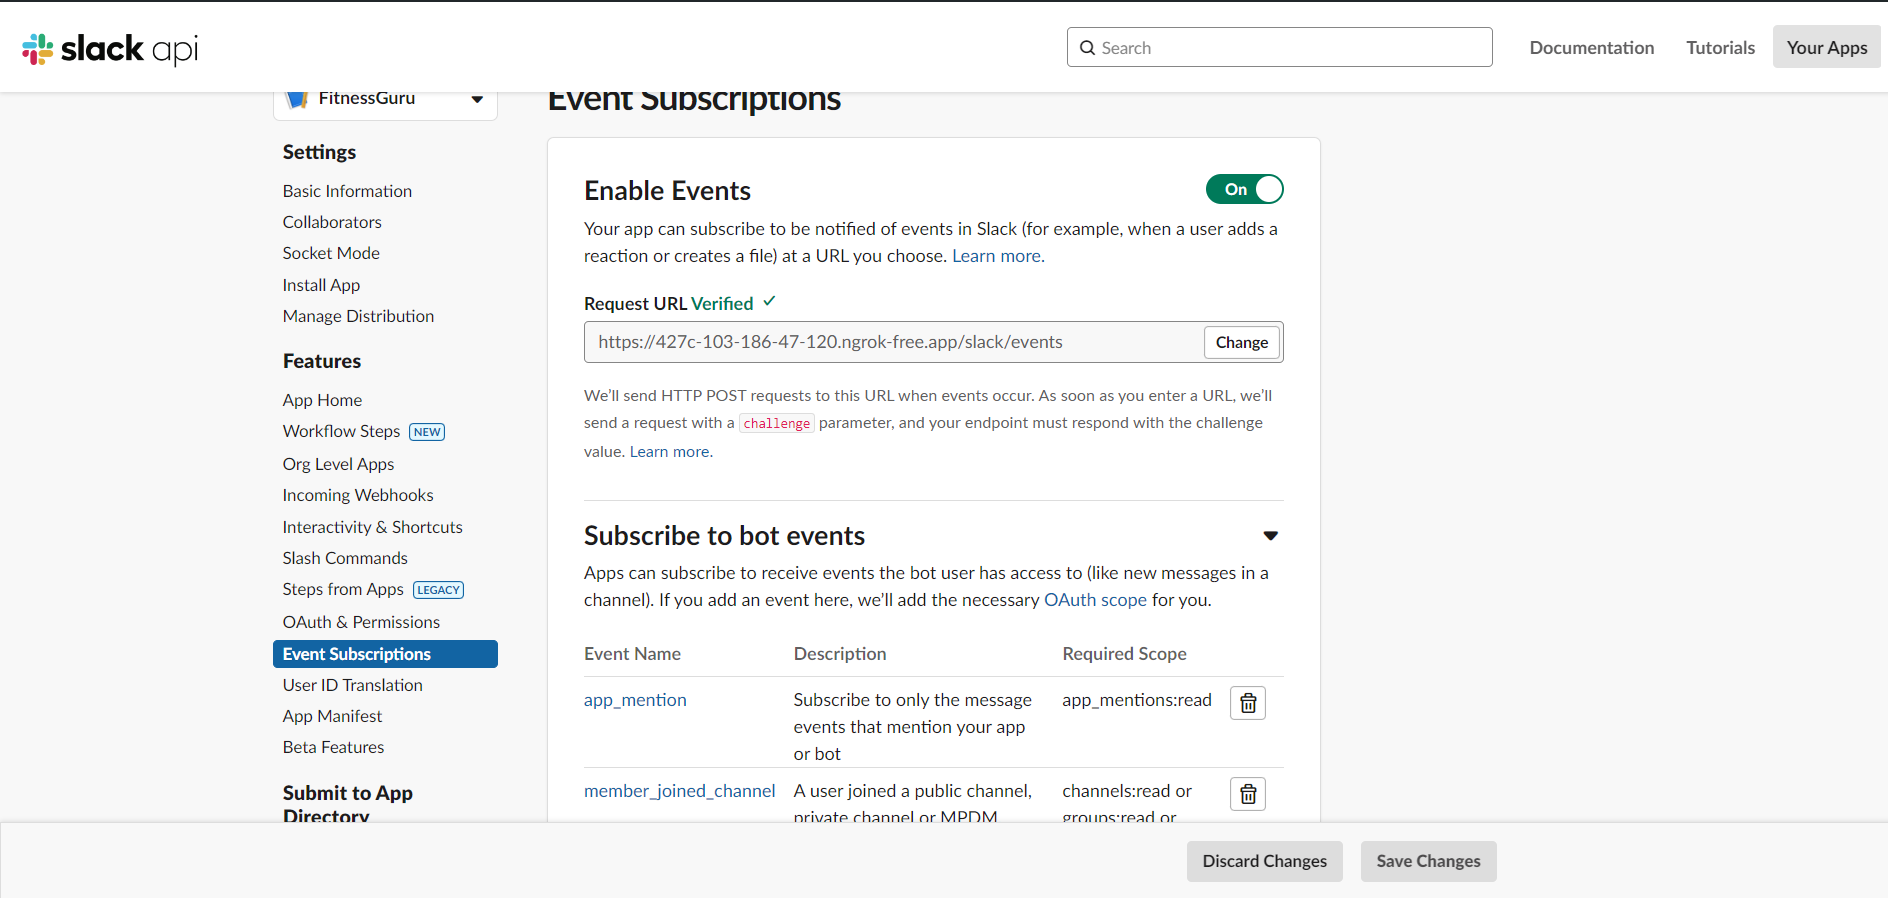 slack api
Search
Documentation
Tutorials
Your Apps
FitnessGuru
Event Subscriptions
Settings
Basic Information
Collaborators
Socket Mode
Install App
Manage Distribution
Features
App Home
Workflow Steps NEW
Org Level Apps
Incoming Webhooks
Interactivity & Shortcuts
Slash Commands
Steps from Apps LEGACY
OAuth & Permissions
Event Subscriptions
User ID Translation
App Manifest
Beta Features
Submit to App
Directory
Enable Events
On
Your app can subscribe to be notified of events in Slack (for example, when a user adds a
reaction or creates a file) at a URL you choose. Learn more.
Request URL Verified ✓
https://427c-103-186-47-120.ngrok-free.app/slack/events
Change
We’ll send HTTP POST requests to this URL when events occur. As soon as you enter a URL, we’ll
send a request with a challenge parameter, and your endpoint must respond with the challenge
value. Learn more.
Subscribe to bot events
Apps can subscribe to receive events the bot user has access to (like new messages in a
channel). If you add an event here, we’ll add the necessary OAuth scope for you.
Event Name
Description
Required Scope
app_mention
Subscribe to only the message
events that mention your app
or bot
app_mentions:read
member_joined_channel
A user joined a public channel,
private channel or MPDM
channels:read or
groups:read or
Discard Changes
Save Changes